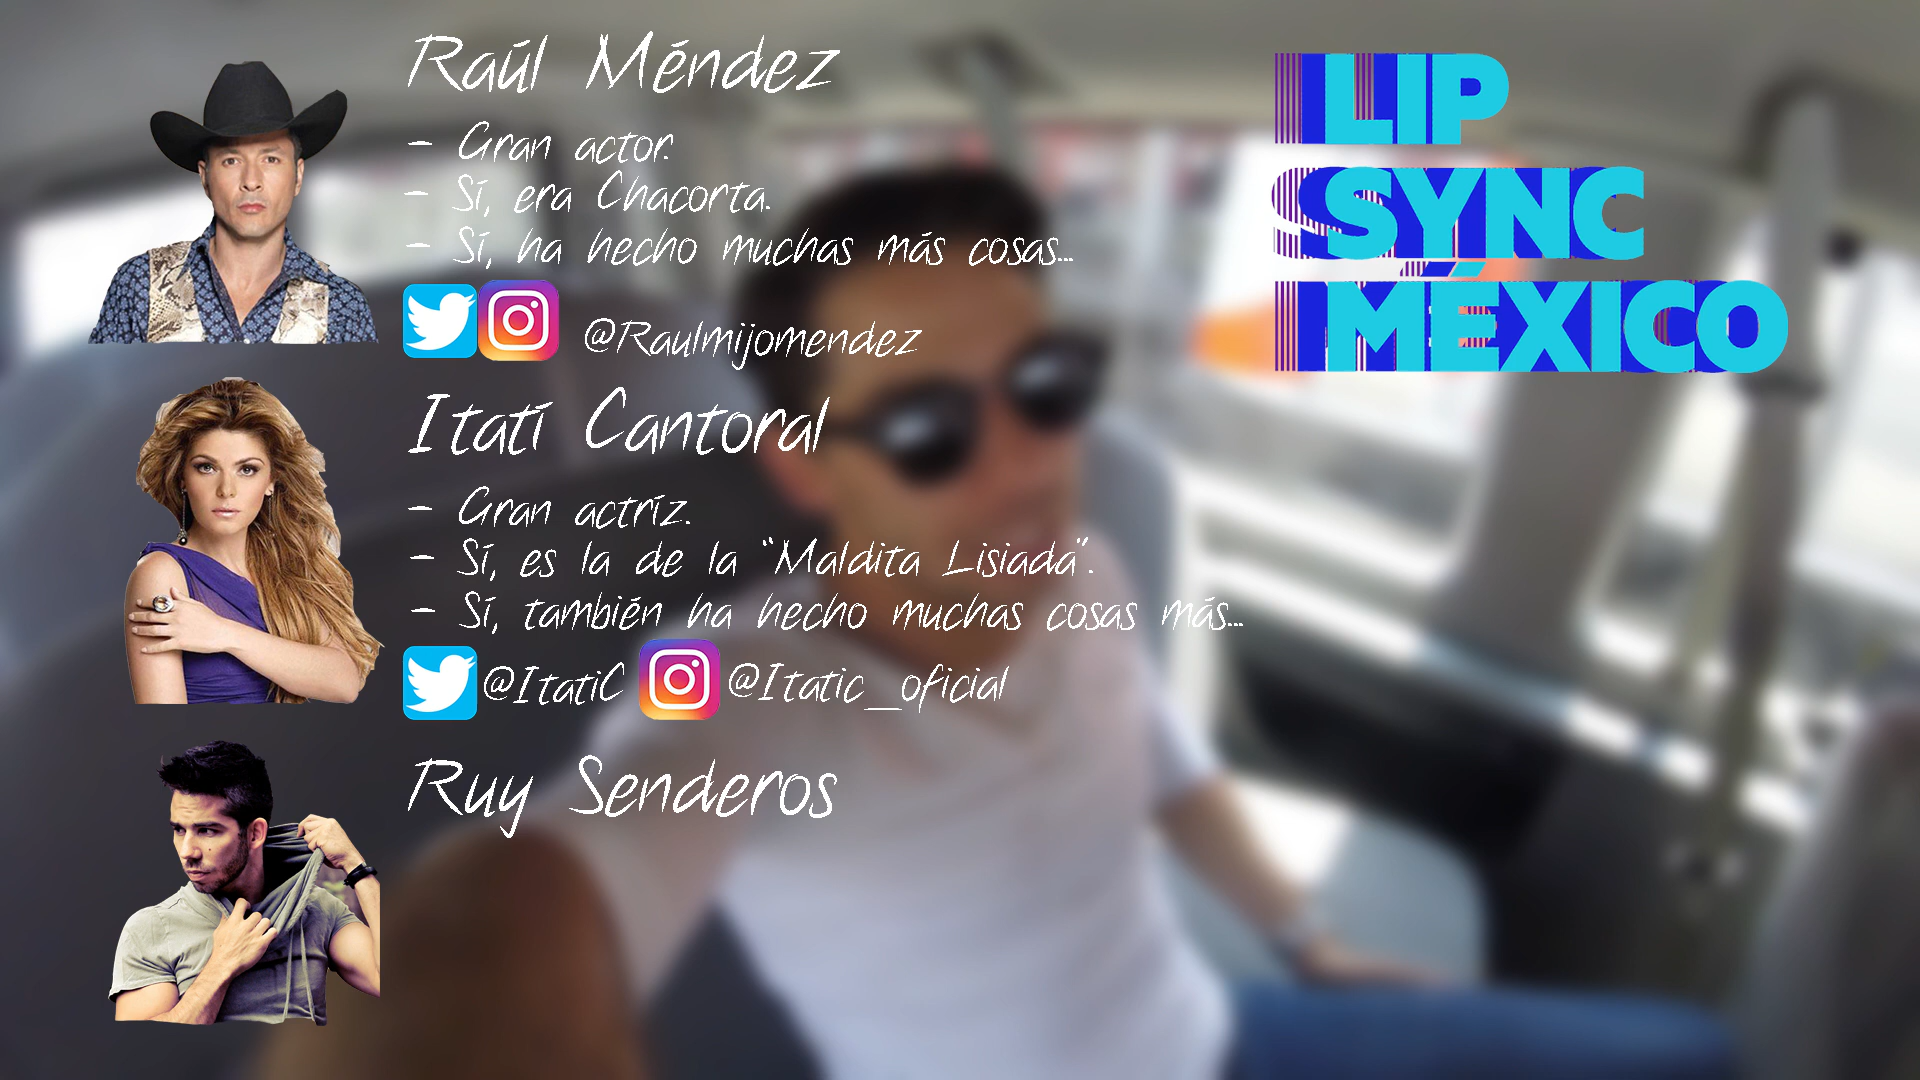 Raúl Méndez
- Gran actor.
- Sí, era Chacorta.
- Sí, ha hecho muchas más cosas...
@Raulmijomendez
Itatí Cantoral
- Gran actríz.
- Sí, es la de la "Maldita Lisiada".
- Sí, también ha hecho muchas cosas más...
@ItatiC @Itatic_oficial
Ruy Senderos
LIP
SYNC
MÉXICO